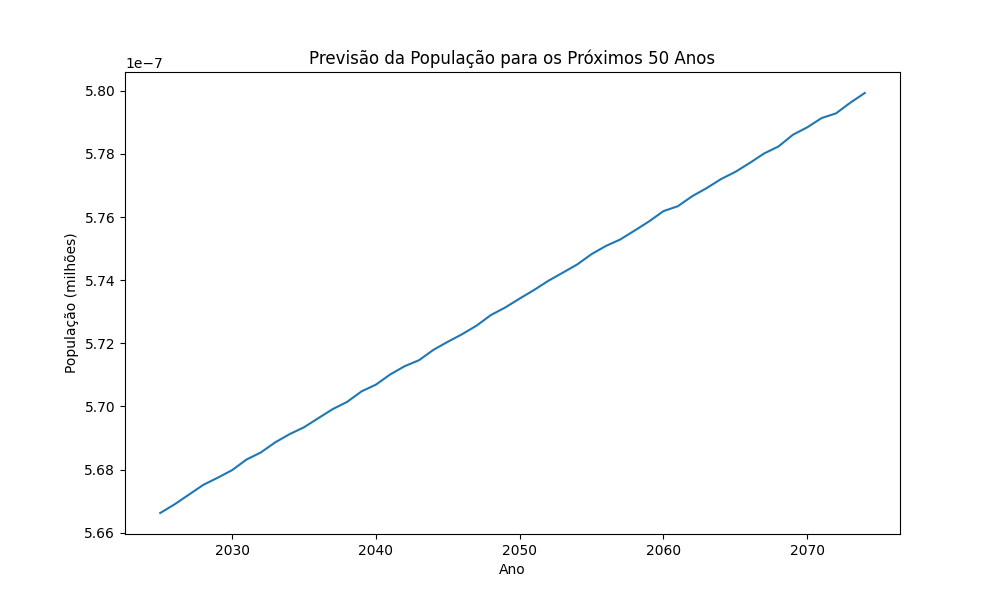 Previsão da População para os Próximos 50 Anos
1e−7
5.80
5.78
5.76
5.74
5.72
5.70
5.68
5.66
População (milhões)
2030 2040 2050 2060 2070
Ano